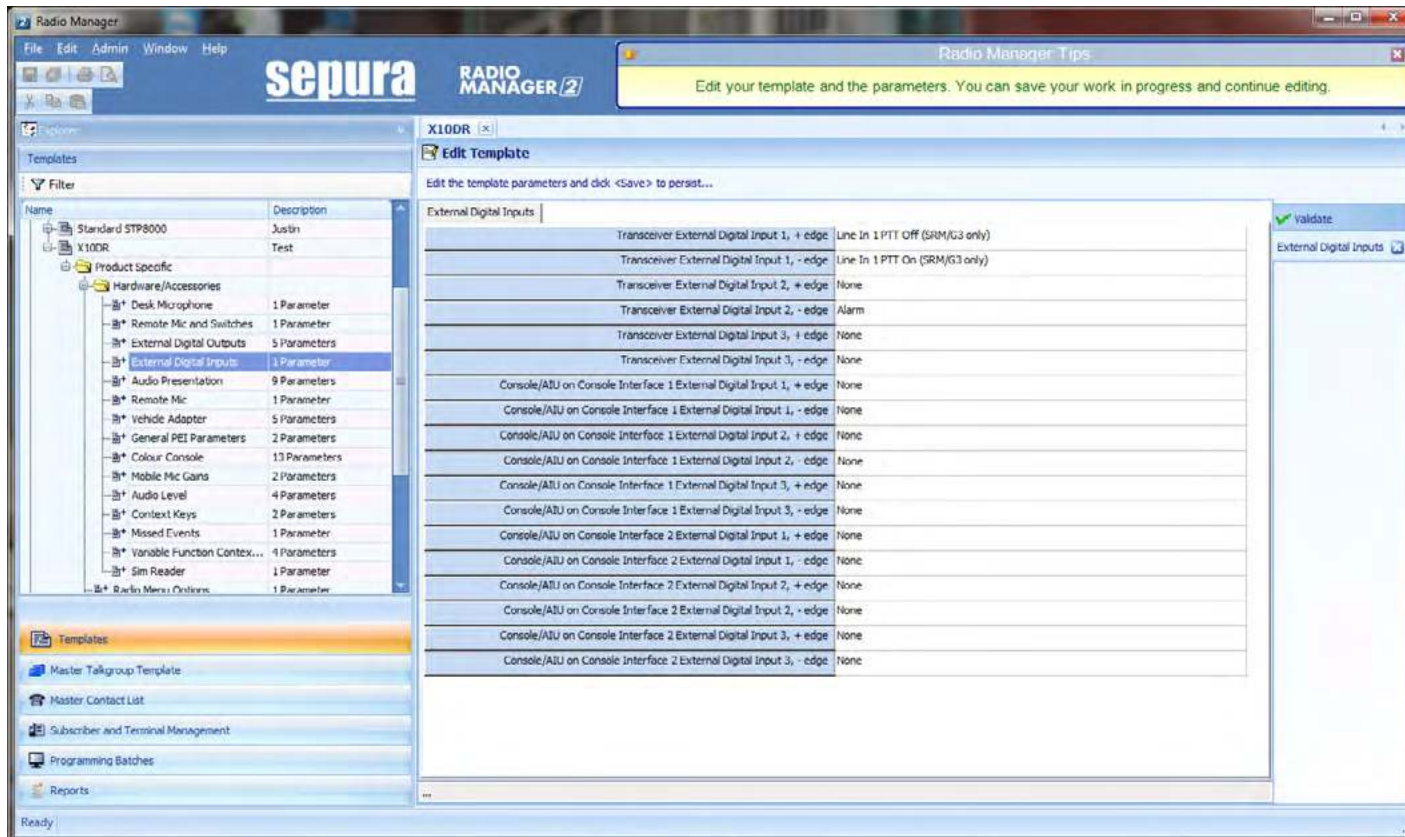 Radio Manager
File Edit Admin Window Help
sepura
RADIO MANAGER 2
Radio Manager Tips
Edit your template and the parameters. You can save your work in progress and continue editing.
Explorer
Templates
Filter
Name Description
Standard STP8000 Justin
X10DR Test
Product Specific
Hardware/Accessories
Desk Microphone 1 Parameter
Remote Mic and Switches 1 Parameter
External Digital Outputs 5 Parameters
External Digital Inputs 1 Parameter
Audio Presentation 9 Parameters
Remote Mic 1 Parameter
Vehicle Adapter 5 Parameters
General PEI Parameters 2 Parameters
Colour Console 13 Parameters
Mobile Mic Gains 2 Parameters
Audio Level 4 Parameters
Context Keys 2 Parameters
Missed Events 1 Parameter
Variable Function Contex... 4 Parameters
Sim Reader 1 Parameter
Radio Menu Options 1 Parameter
Templates
Master Talkgroup Template
Master Contact List
Subscriber and Terminal Management
Programming Batches
Reports
Ready
X10DR
Edit Template
Edit the template parameters and click <Save> to persist...
External Digital Inputs
Transceiver External Digital Input 1, + edge Line In 1 PTT Off (SRM/G3 only)
Transceiver External Digital Input 1, - edge Line In 1 PTT On (SRM/G3 only)
Transceiver External Digital Input 2, + edge None
Transceiver External Digital Input 2, - edge Alarm
Transceiver External Digital Input 3, + edge None
Transceiver External Digital Input 3, - edge None
Console/AIU on Console Interface 1 External Digital Input 1, + edge None
Console/AIU on Console Interface 1 External Digital Input 1, - edge None
Console/AIU on Console Interface 1 External Digital Input 2, + edge None
Console/AIU on Console Interface 1 External Digital Input 2, - edge None
Console/AIU on Console Interface 1 External Digital Input 3, + edge None
Console/AIU on Console Interface 1 External Digital Input 3, - edge None
Console/AIU on Console Interface 2 External Digital Input 1, + edge None
Console/AIU on Console Interface 2 External Digital Input 1, - edge None
Console/AIU on Console Interface 2 External Digital Input 2, + edge None
Console/AIU on Console Interface 2 External Digital Input 2, - edge None
Console/AIU on Console Interface 2 External Digital Input 3, + edge None
Console/AIU on Console Interface 2 External Digital Input 3, - edge None
...
Validate
External Digital Inputs